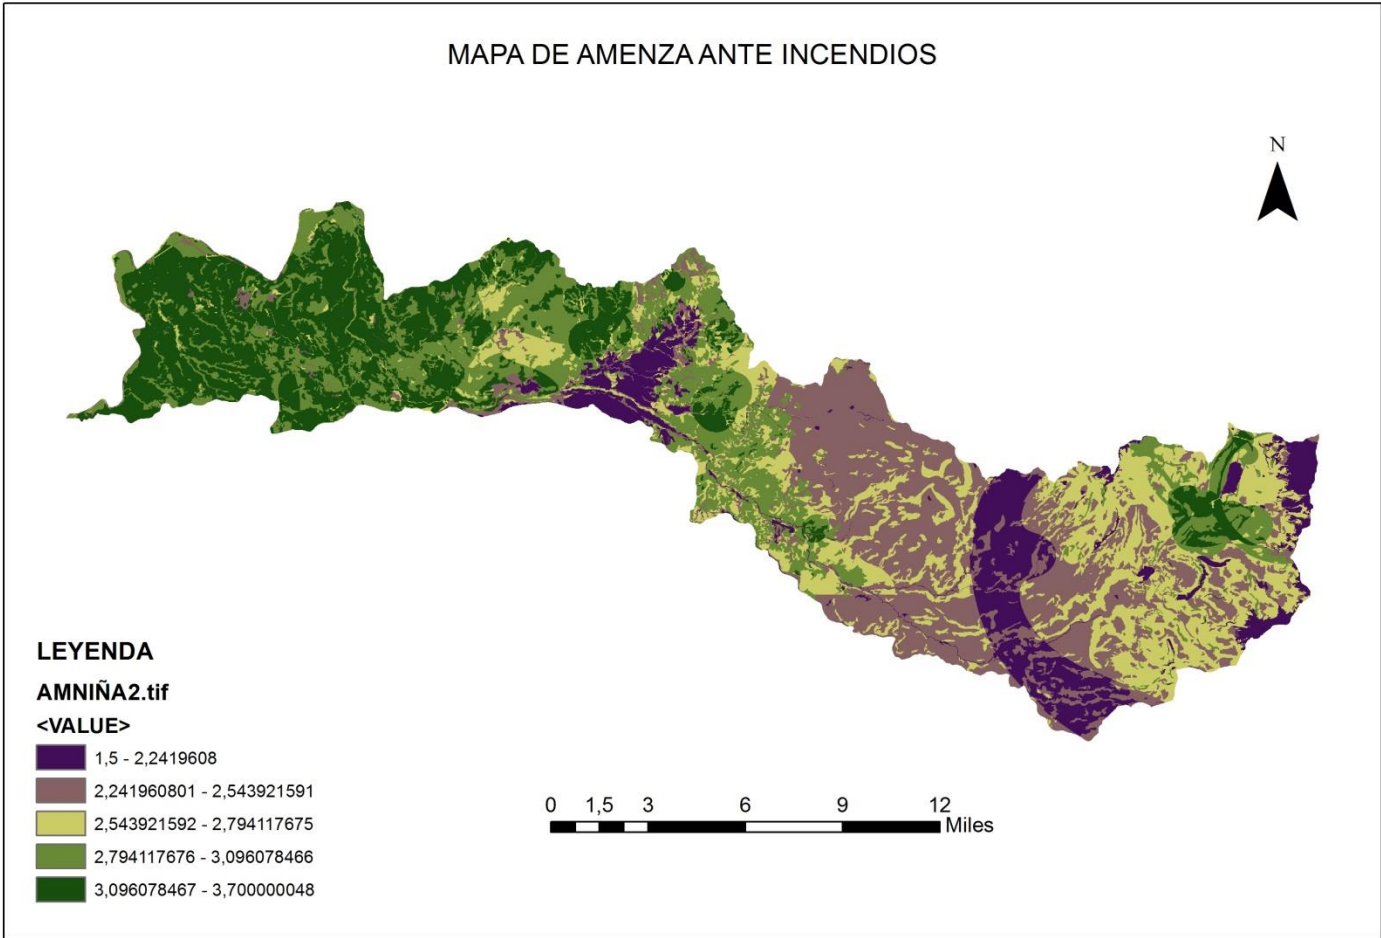 MAPA DE AMENZA ANTE INCENDIOS
N
LEYENDA
AMNIÑA2.tif
<VALUE>
1,5 - 2,2419608
2,241960801 - 2,543921591
2,543921592 - 2,794117675
2,794117676 - 3,096078466
3,096078467 - 3,700000048
0 1,5 3 6 9 12
Miles